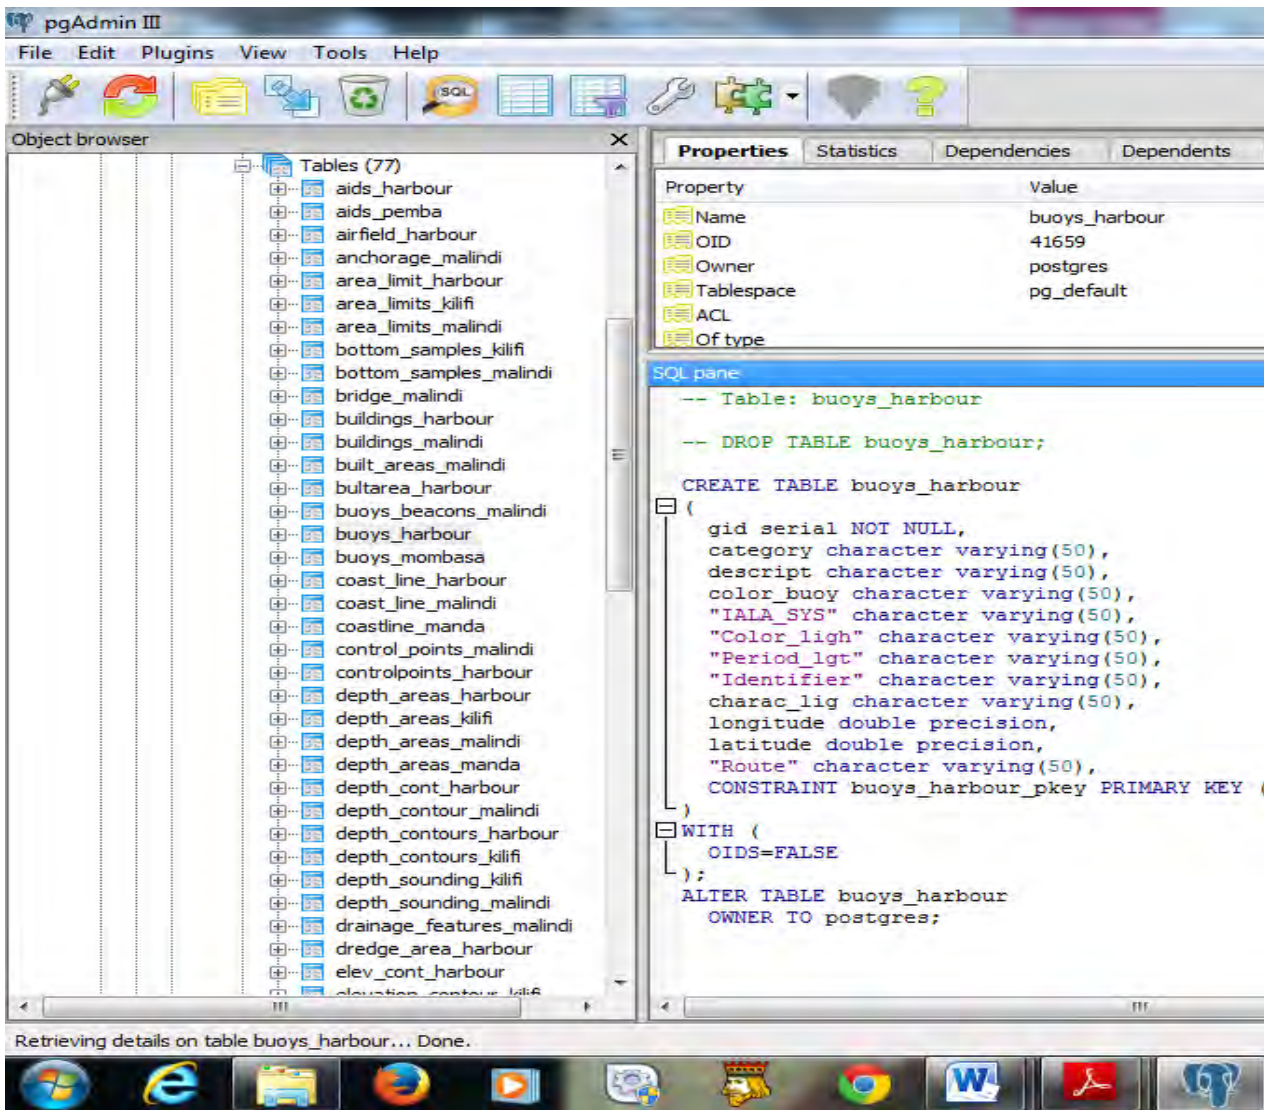 pgAdmin III
File Edit Plugins View Tools Help
SQL
Object browser
Tables (77)
aids_harbour
aids_pemba
airfield_harbour
anchorage_malindi
area_limit_harbour
area_limits_kilifi
area_limits_malindi
bottom_samples_kilifi
bottom_samples_malindi
bridge_malindi
buildings_harbour
buildings_malindi
built_areas_malindi
bultarea_harbour
buoys_beacons_malindi
buoys_harbour
buoys_mombasa
coast_line_harbour
coast_line_malindi
coastline_manda
control_points_malindi
controlpoints_harbour
depth_areas_harbour
depth_areas_kilifi
depth_areas_malindi
depth_areas_manda
depth_cont_harbour
depth_contour_malindi
depth_contours_harbour
depth_contours_kilifi
depth_sounding_kilifi
depth_sounding_malindi
drainage_features_malindi
dredge_area_harbour
elev_cont_harbour
elevation_contour_kilifi
Properties Statistics Dependencies Dependents
Property Value
Name buoys_harbour
OID 41659
Owner postgres
Tablespace pg_default
ACL
Of type
SQL pane
-- Table: buoys_harbour
-- DROP TABLE buoys_harbour;
CREATE TABLE buoys_harbour
(
gid serial NOT NULL,
category character varying(50),
descript character varying(50),
color_buoy character varying(50),
"IALA_SYS" character varying(50),
"Color_ligh" character varying(50),
"Period_lgt" character varying(50),
"Identifier" character varying(50),
charac_lig character varying(50),
longitude double precision,
latitude double precision,
"Route" character varying(50),
CONSTRAINT buoys_harbour_pkey PRIMARY KEY (
)
WITH (
OIDS=FALSE
);
ALTER TABLE buoys_harbour
OWNER TO postgres;
Retrieving details on table buoys_harbour... Done.